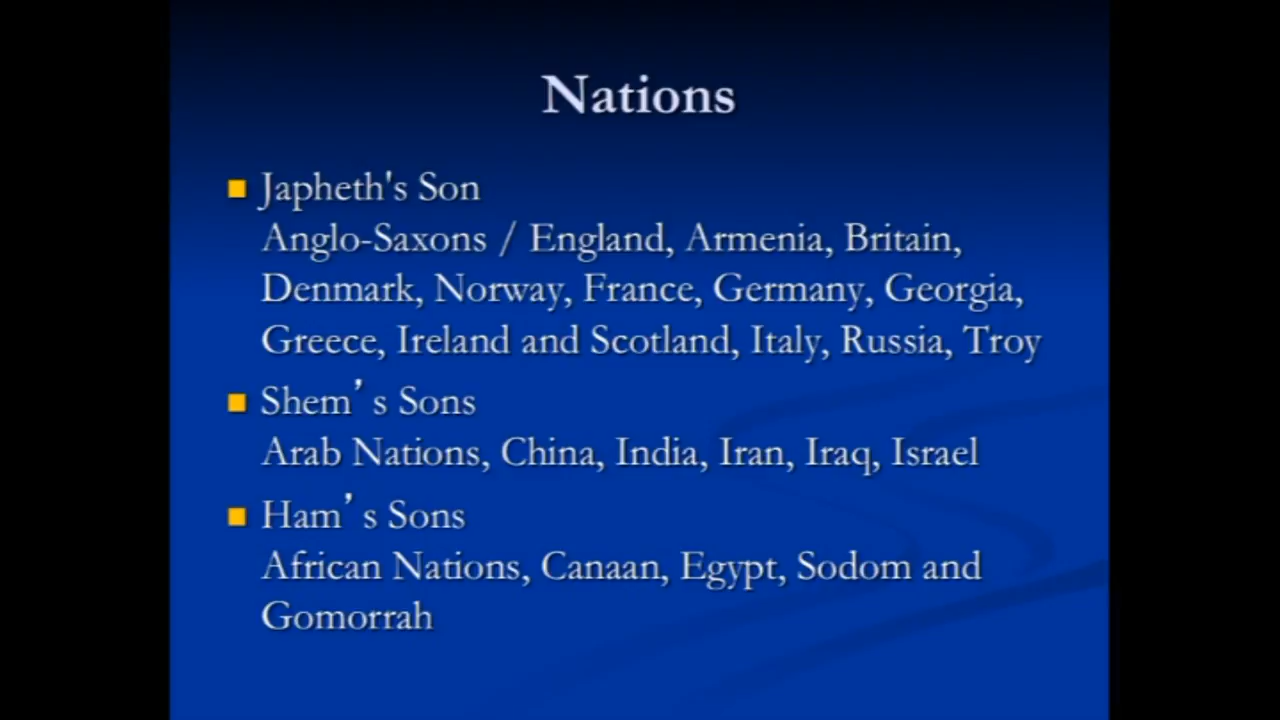 Nations
Japheth's Son
Anglo-Saxons / England, Armenia, Britain,
Denmark, Norway, France, Germany, Georgia,
Greece, Ireland and Scotland, Italy, Russia, Troy
Shem’s Sons
Arab Nations, China, India, Iran, Iraq, Israel
Ham’s Sons
African Nations, Canaan, Egypt, Sodom and
Gomorrah